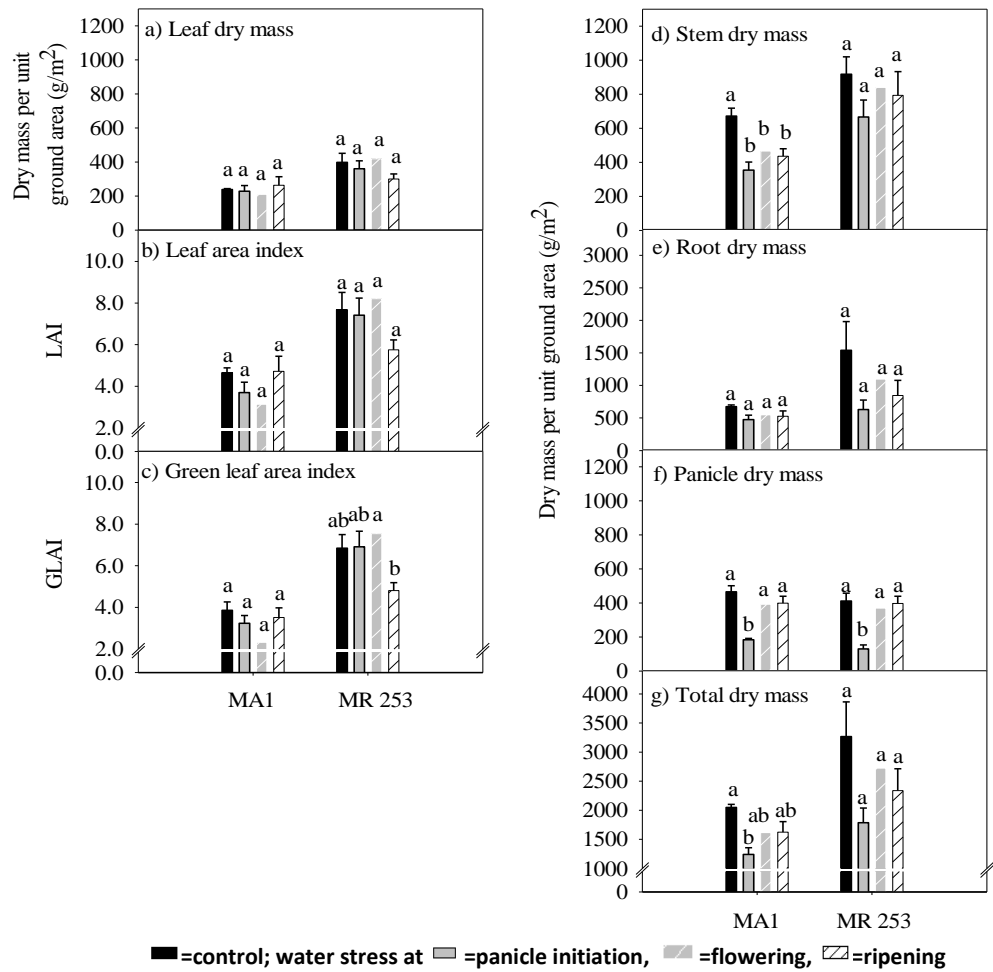 Dry mass per unit
ground area (g/m²)
a) Leaf dry mass
1200
1000
800
600
400
200
0
a a a a
a a a a
LAI
b) Leaf area index
10.0
8.0
6.0
4.0
2.0
0.0
a a a a
a a a a
GLAI
c) Green leaf area index
10.0
8.0
6.0
4.0
2.0
0.0
a a a a
ab ab a b
MA1 MR 253
Dry mass per unit ground area (g/m²)
d) Stem dry mass
1200
1000
800
600
400
200
0
a b b b
a a a a
e) Root dry mass
3000
2500
2000
1500
1000
500
0
a a a a
a a a a
f) Panicle dry mass
1200
1000
800
600
400
200
0
a b a a
a b a a
g) Total dry mass
4000
3500
3000
2500
2000
1500
1000
0
a b ab ab
a a a a
MA1 MR 253
=control; water stress at =panicle initiation, =flowering, =ripening